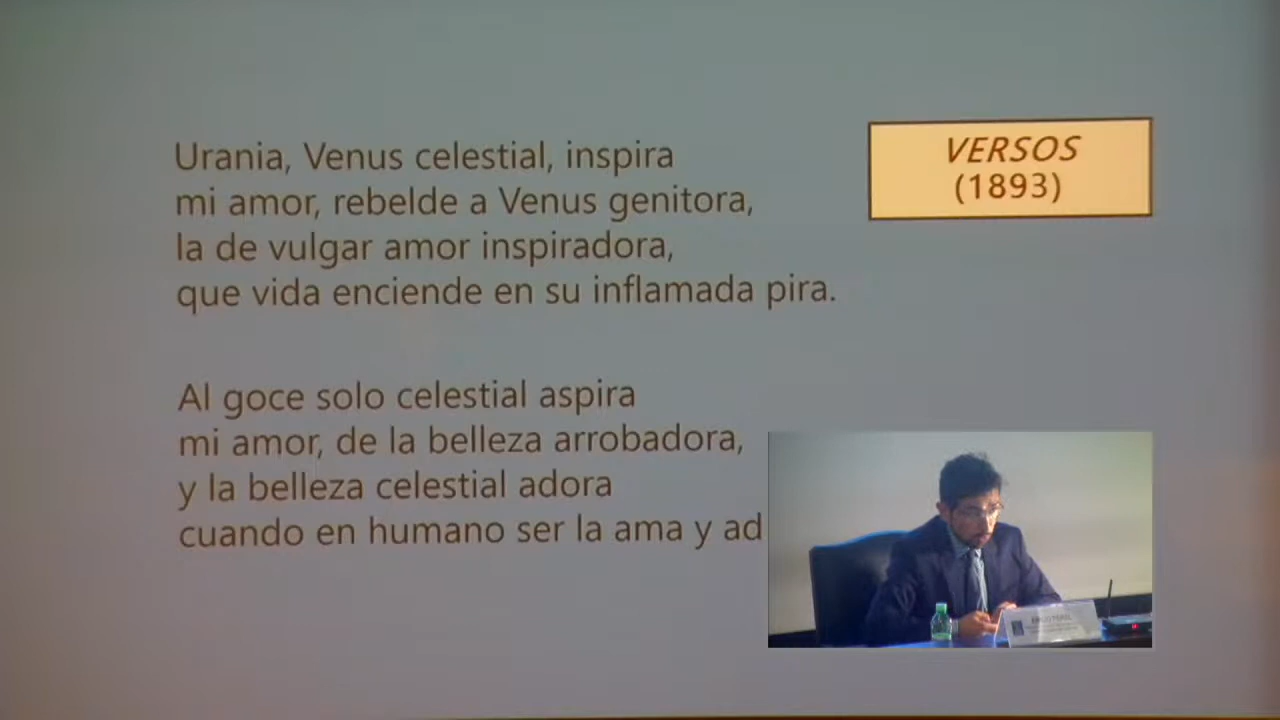 Urania, Venus celestial, inspira
mi amor, rebelde a Venus genitora,
la de vulgar amor inspiradora,
que vida enciende en su inflamada pira.
Al goce solo celestial aspira
mi amor, de la belleza arrobadora,
y la belleza celestial adora
cuando en humano ser la ama y ad
VERSOS
(1893)